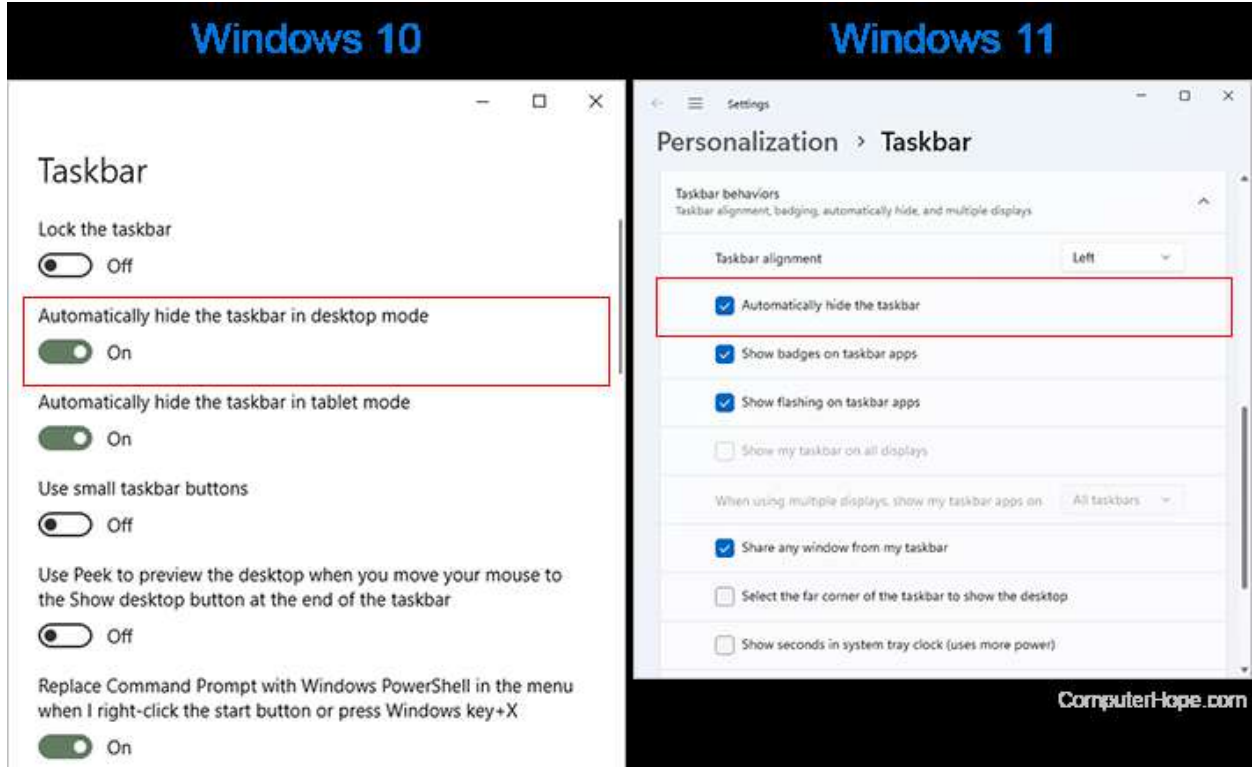 Windows 10
Taskbar
Lock the taskbar
Off
Automatically hide the taskbar in desktop mode
On
Automatically hide the taskbar in tablet mode
On
Use small taskbar buttons
Off
Use Peek to preview the desktop when you move your mouse to
the Show desktop button at the end of the taskbar
Off
Replace Command Prompt with Windows PowerShell in the menu
when I right-click the start button or press Windows key+X
On
Windows 11
Settings
Personalization > Taskbar
Taskbar behaviors
Taskbar alignment, badging, automatically hide, and multiple displays
Taskbar alignment Left
Automatically hide the taskbar
Show badges on taskbar apps
Show flashing on taskbar apps
Show my taskbar on all displays
When using multiple displays, show my taskbar apps on All taskbars
Share any window from my taskbar
Select the far corner of the taskbar to show the desktop
Show seconds in system tray clock (uses more power)
ComputerHope.com